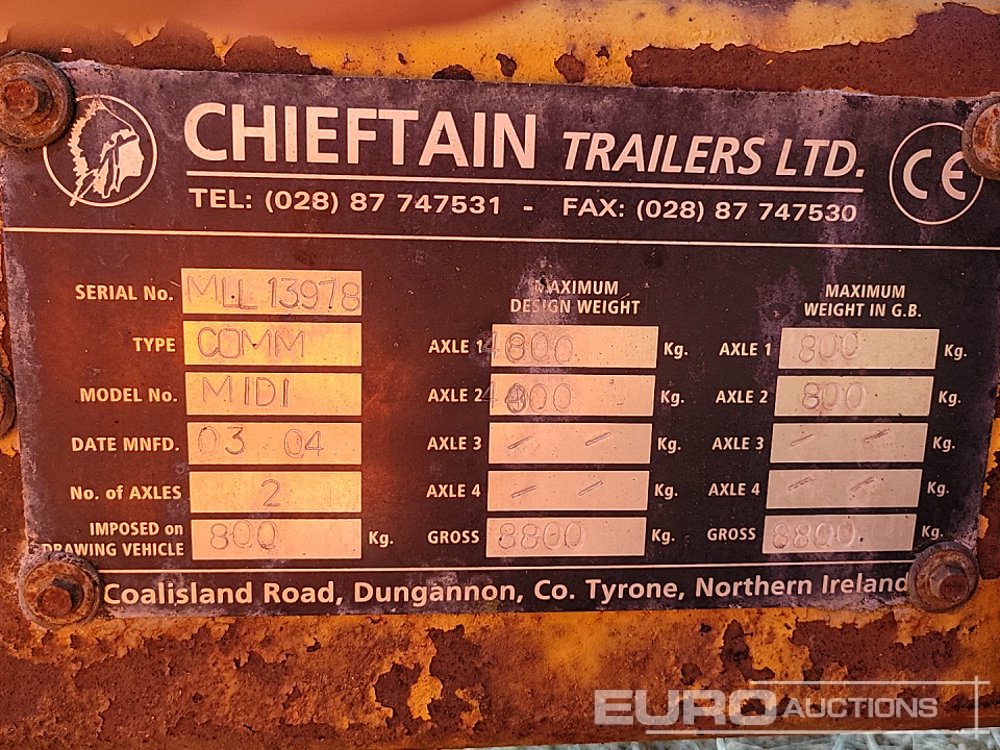 CHIEFTAIN TRAILERS LTD.
CE
TEL: (028) 87 747531 - FAX: (028) 87 747530
MAXIMUM DESIGN WEIGHT
MAXIMUM WEIGHT IN G.B.
SERIAL No. MLL 13978
TYPE COMM AXLE 1 Kg. AXLE 1 800 Kg.
MODEL No. MIDI AXLE 2 Kg. AXLE 2 800 Kg.
DATE MNFD. 03 04 AXLE 3 - - Kg. AXLE 3 - - Kg.
No. of AXLES 2 AXLE 4 - - Kg. AXLE 4 - - Kg.
IMPOSED on
DRAWING VEHICLE 800 Kg. GROSS 8800 Kg. GROSS 8800 Kg.
Coalisland Road, Dungannon, Co. Tyrone, Northern Ireland
EURO AUCTIONS